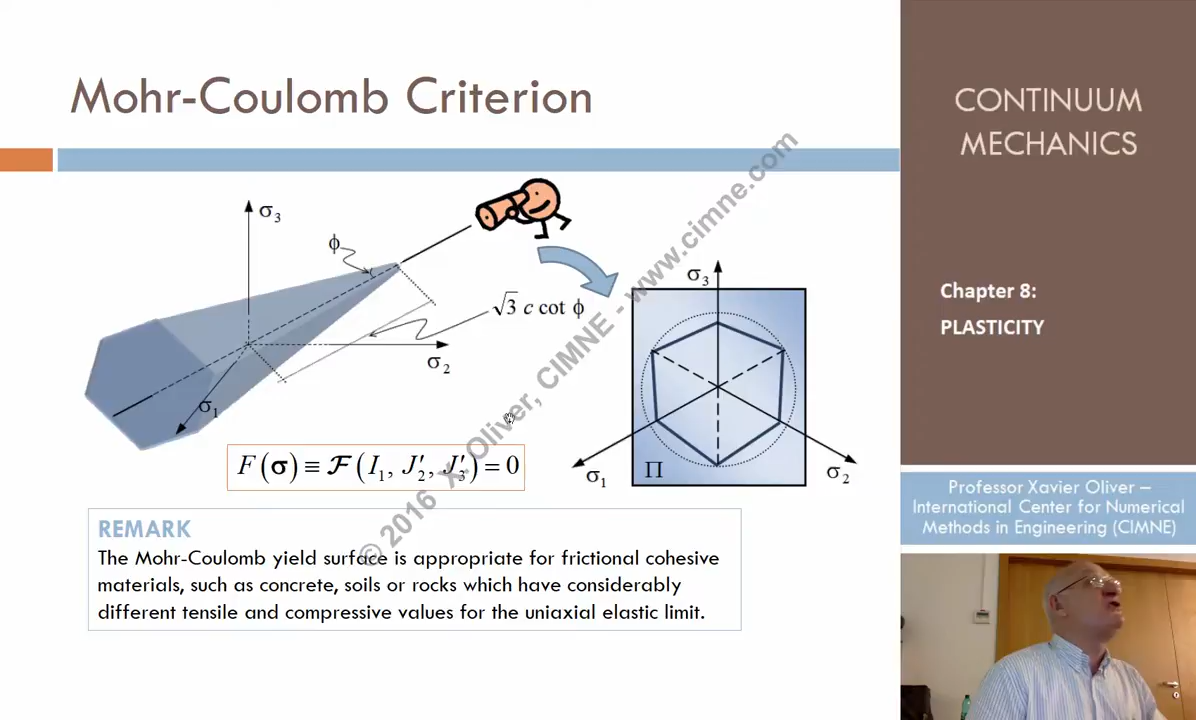 Mohr-Coulomb Criterion
σ₃
ϕ
√3 c cot ϕ
σ₂
σ₁
F(σ) ≡ 𝓕(I₁, J₂′, J₃′) = 0
σ₃
σ₁
Π
σ₂
REMARK
The Mohr-Coulomb yield surface is appropriate for frictional cohesive
materials, such as concrete, soils or rocks which have considerably
different tensile and compressive values for the uniaxial elastic limit.
© 2016 X. Oliver, CIMNE - www.cimne.com
CONTINUUM
MECHANICS
Chapter 8:
PLASTICITY
Professor Xavier Oliver –
International Center for Numerical
Methods in Engineering (CIMNE)